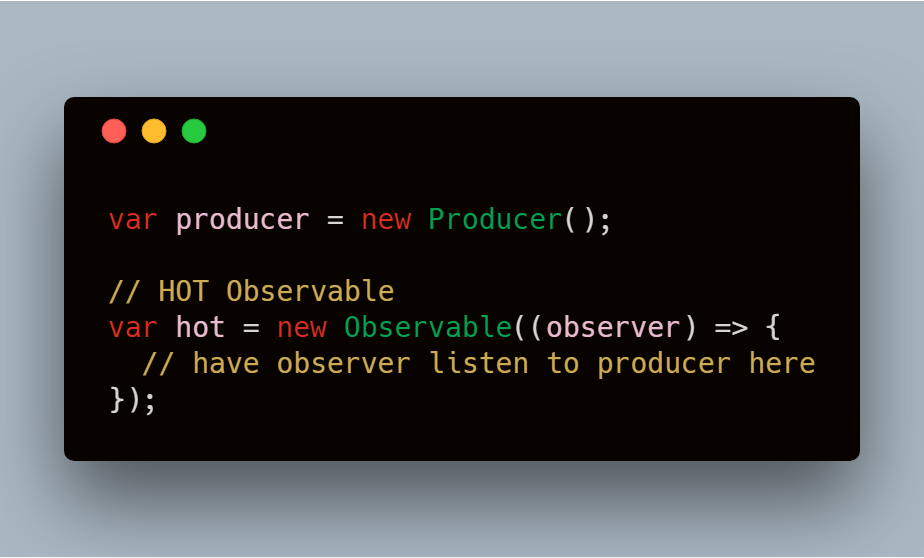 var producer = new Producer();
// HOT Observable
var hot = new Observable((observer) => {
  // have observer listen to producer here
});